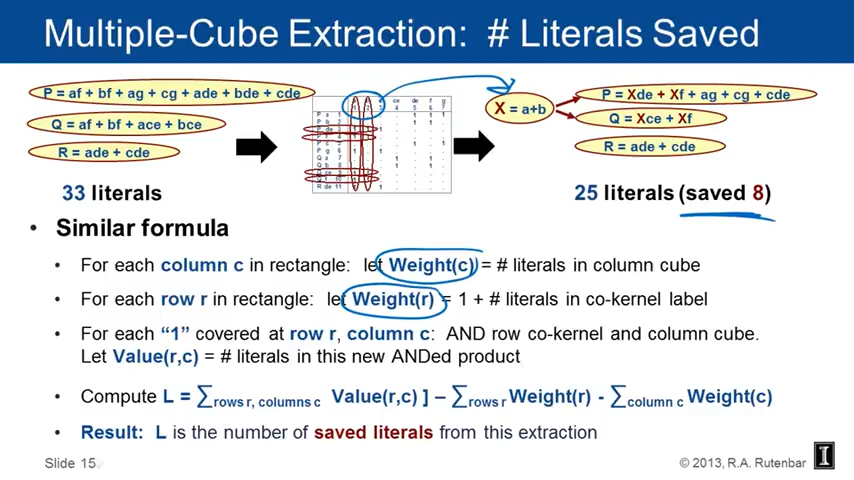 Multiple-Cube Extraction: # Literals Saved
P = af + bf + ag + cg + ade + bde + cde
Q = af + bf + ace + bce
R = ade + cde
33 literals
ce de f g
X = a+b
P = Xde + Xf + ag + cg + cde
Q = Xce + Xf
R = ade + cde
25 literals (saved 8)
• Similar formula
• For each column c in rectangle: let Weight(c) = # literals in column cube
• For each row r in rectangle: let Weight(r) = 1 + # literals in co-kernel label
• For each “1” covered at row r, column c: AND row co-kernel and column cube.
Let Value(r,c) = # literals in this new ANDed product
• Compute L = ∑rows r, columns c Value(r,c) ] – ∑rows r Weight(r) - ∑column c Weight(c)
• Result: L is the number of saved literals from this extraction
Slide 15
© 2013, R.A. Rutenbar